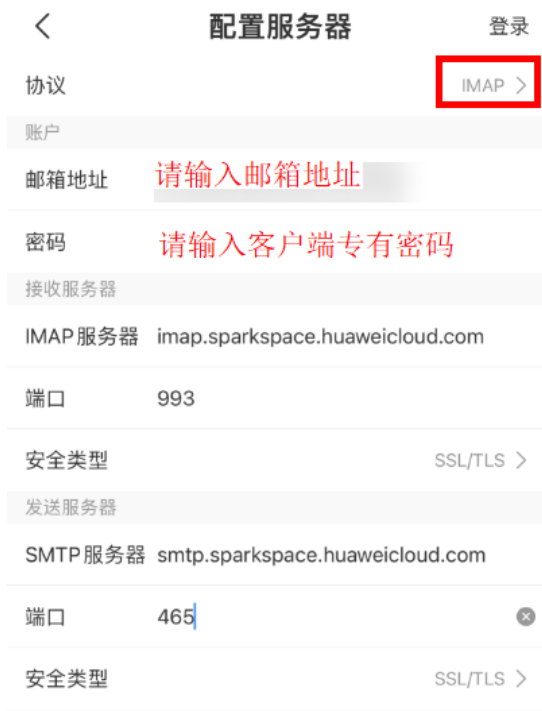 配置服务器 登录
协议 IMAP
账户
邮箱地址 请输入邮箱地址
密码 请输入客户端专有密码
接收服务器
IMAP服务器 imap.sparkspace.huaweicloud.com
端口 993
安全类型 SSL/TLS
发送服务器
SMTP服务器 smtp.sparkspace.huaweicloud.com
端口 465
安全类型 SSL/TLS